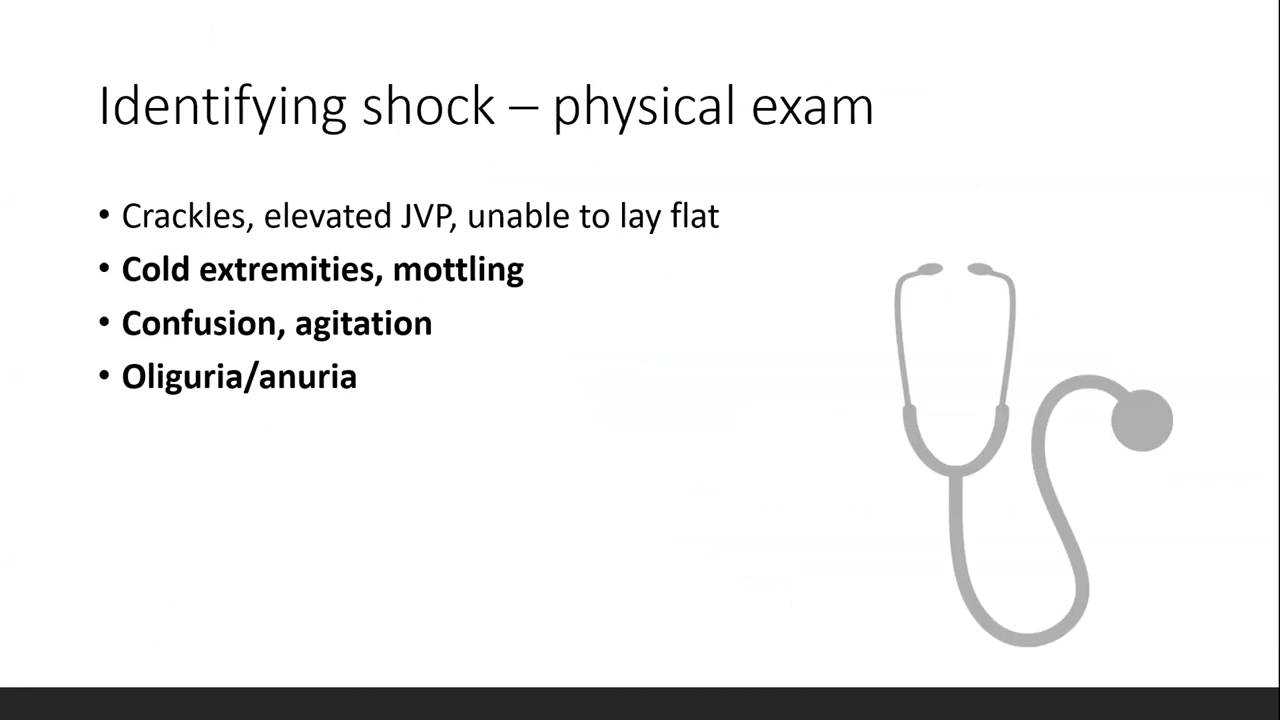 Identifying shock – physical exam
• Crackles, elevated JVP, unable to lay flat
• Cold extremities, mottling
• Confusion, agitation
• Oliguria/anuria